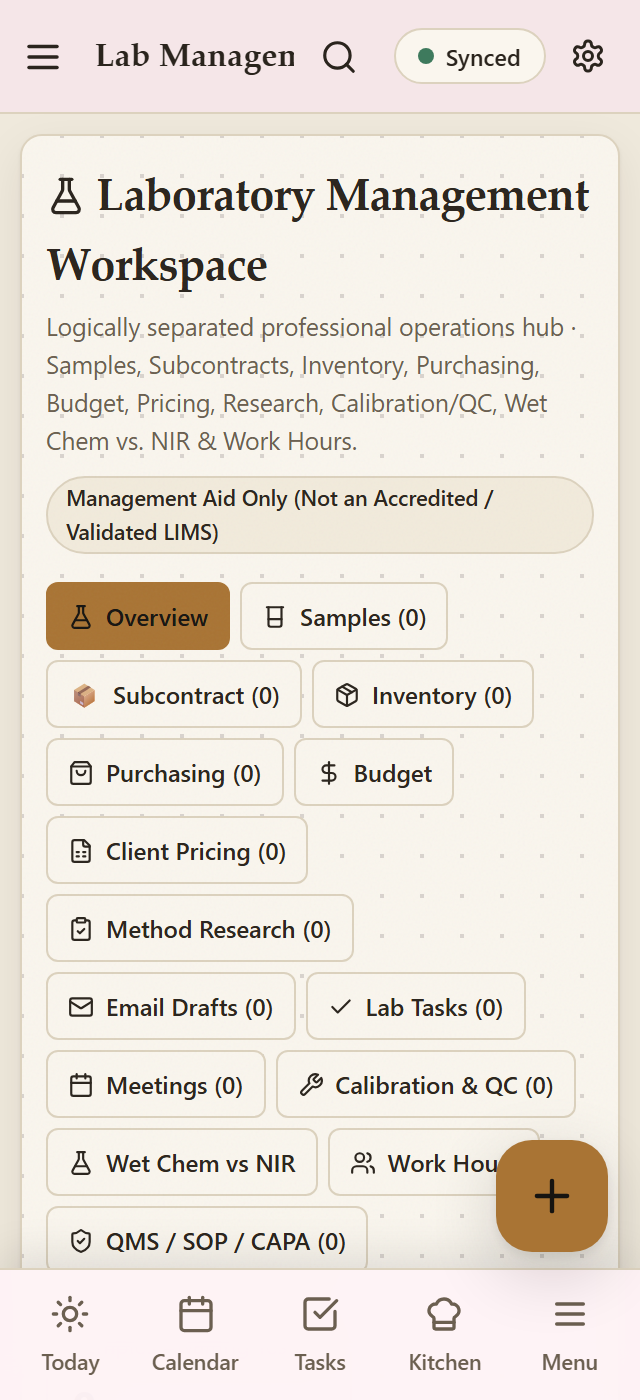 Lab Managen
Synced
Laboratory Management
Workspace
Logically separated professional operations hub ·
Samples, Subcontracts, Inventory, Purchasing,
Budget, Pricing, Research, Calibration/QC, Wet
Chem vs. NIR & Work Hours.
Management Aid Only (Not an Accredited /
Validated LIMS)
Overview
Samples (0)
Subcontract (0)
Inventory (0)
Purchasing (0)
Budget
Client Pricing (0)
Method Research (0)
Email Drafts (0)
Lab Tasks (0)
Meetings (0)
Calibration & QC (0)
Wet Chem vs NIR
Work Hou
QMS / SOP / CAPA (0)
Today
Calendar
Tasks
Kitchen
Menu